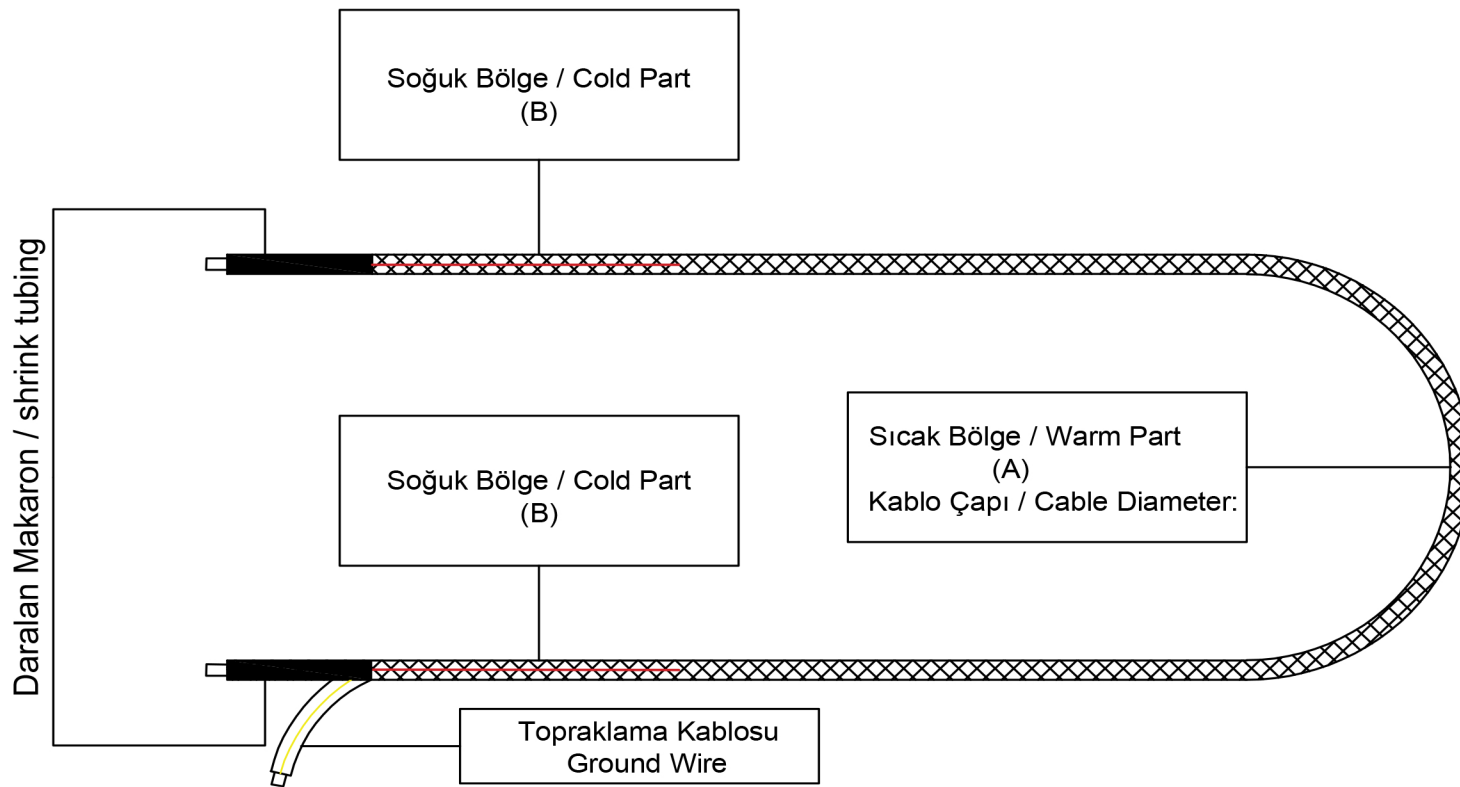 Soğuk Bölge / Cold Part
(B)
Daralan Makaron / shrink tubing
Sıcak Bölge / Warm Part
(A)
Kablo Çapı / Cable Diameter:
Soğuk Bölge / Cold Part
(B)
Topraklama Kablosu
Ground Wire